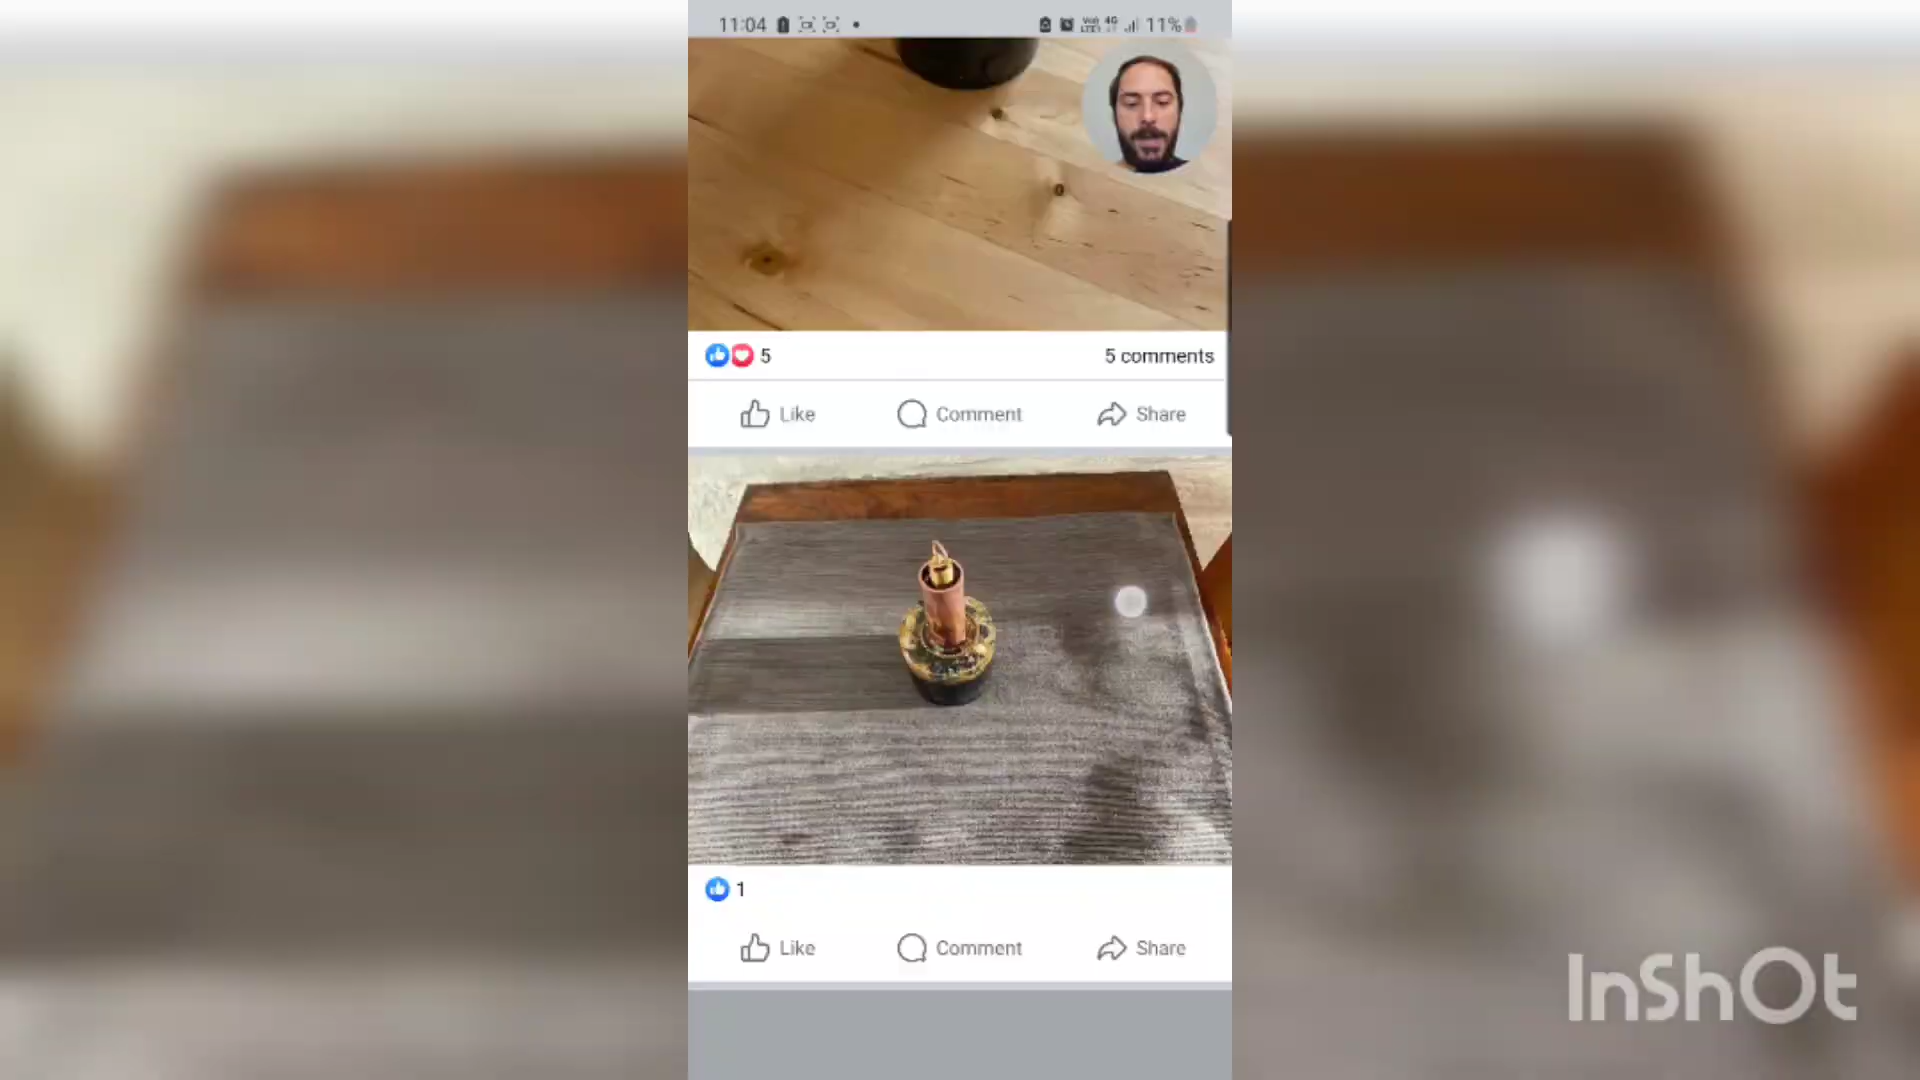 11:04 11%
5 5 comments
Like Comment Share
1
Like Comment Share
InShOt